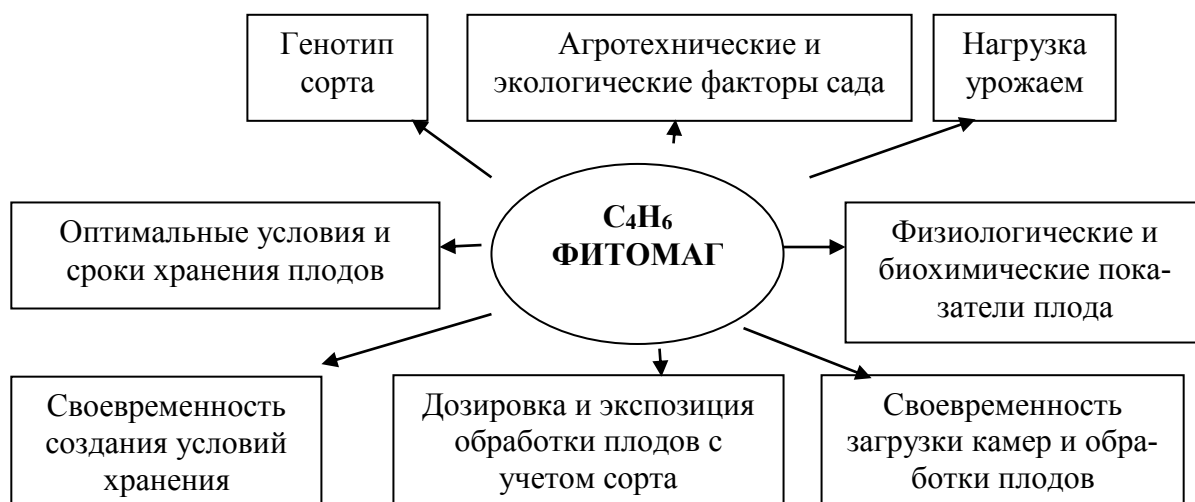 Генотип
сорта
Агротехнические и
экологические факторы сада
Нагрузка
урожаем
Оптимальные условия и
сроки хранения плодов
C₄H₆
ФИТОМАГ
Физиологические и
биохимические пока-
затели плода
Своевременность
создания условий
хранения
Дозировка и экспозиция
обработки плодов с
учетом сорта
Своевременность
загрузки камер и обра-
ботки плодов